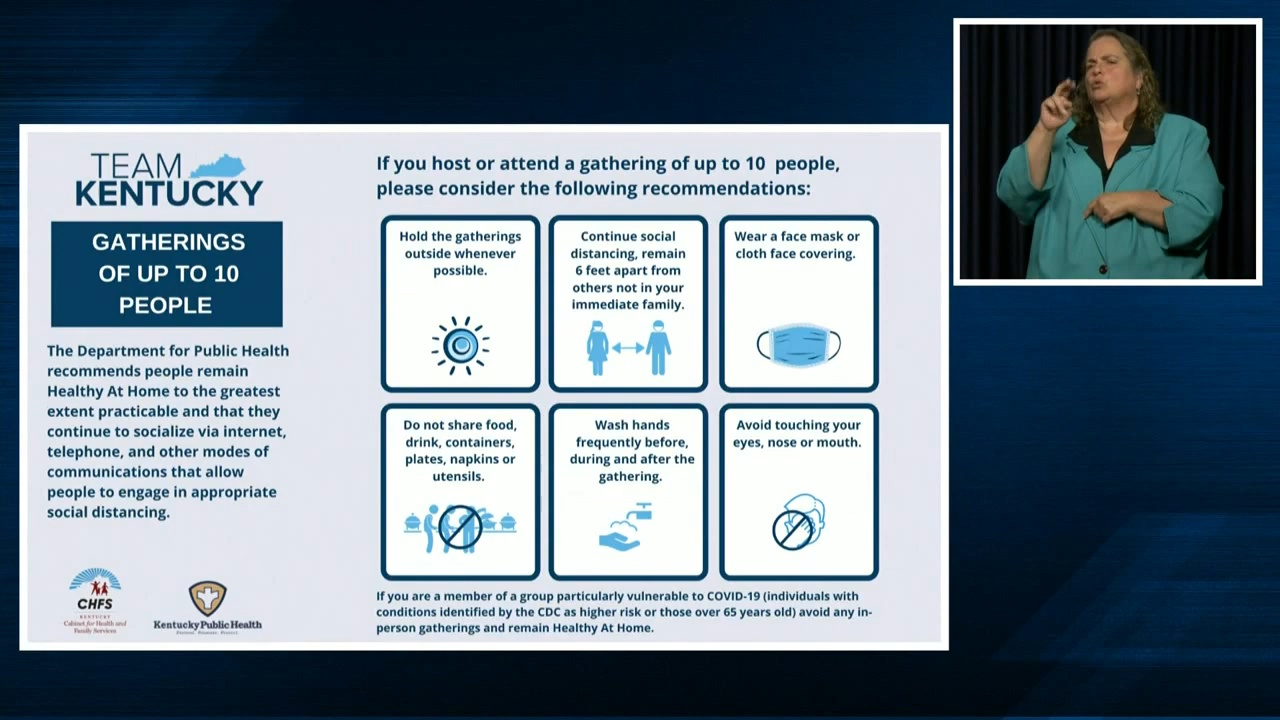 TEAM
KENTUCKY
GATHERINGS
OF UP TO 10
PEOPLE
The Department for Public Health
recommends people remain
Healthy At Home to the greatest
extent practicable and that they
continue to socialize via internet,
telephone, and other modes of
communications that allow
people to engage in appropriate
social distancing.
CHFS
KENTUCKY
Cabinet for Health and
Family Services
Kentucky Public Health
Prevent. Promote. Protect.
If you host or attend a gathering of up to 10 people,
please consider the following recommendations:
Hold the gatherings
outside whenever
possible.
Continue social
distancing, remain
6 feet apart from
others not in your
immediate family.
Wear a face mask or
cloth face covering.
Do not share food,
drink, containers,
plates, napkins or
utensils.
Wash hands
frequently before,
during and after the
gathering.
Avoid touching your
eyes, nose or mouth.
If you are a member of a group particularly vulnerable to COVID-19 (individuals with
conditions identified by the CDC as higher risk or those over 65 years old) avoid any in-
person gatherings and remain Healthy At Home.